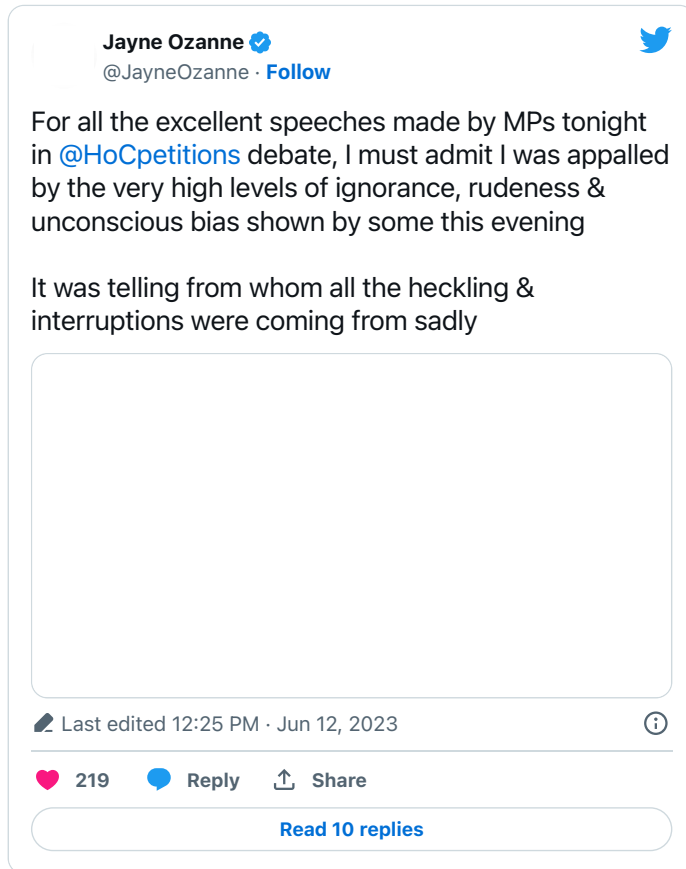 Jayne Ozanne
@JayneOzanne · Follow
For all the excellent speeches made by MPs tonight
in @HoCpetitions debate, I must admit I was appalled
by the very high levels of ignorance, rudeness &
unconscious bias shown by some this evening
It was telling from whom all the heckling &
interruptions were coming from sadly
Last edited 12:25 PM · Jun 12, 2023
219 Reply Share
Read 10 replies